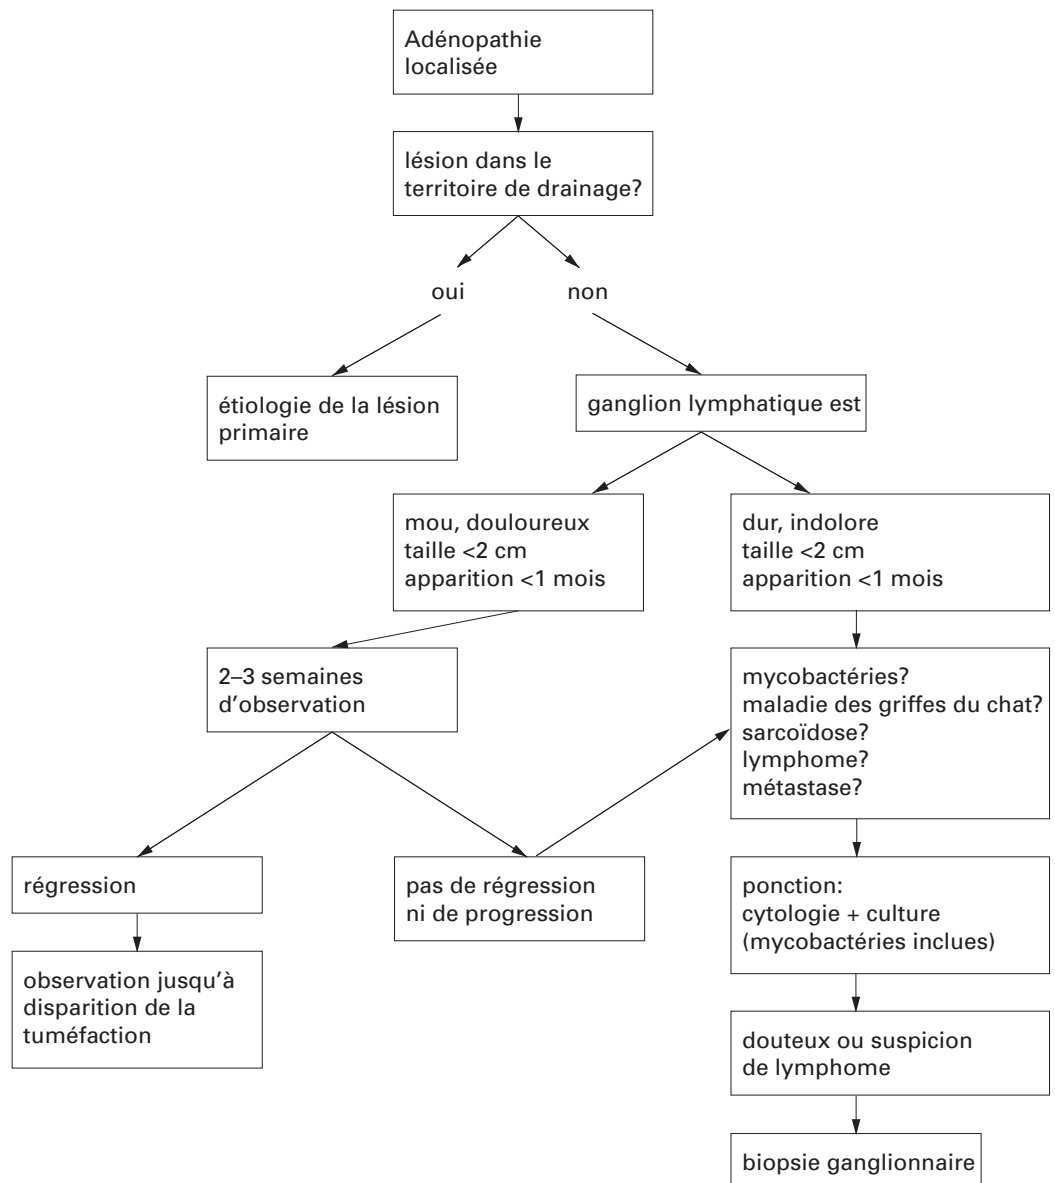 Adénopathie
localisée
lésion dans le
territoire de drainage?
oui
non
étiologie de la lésion
primaire
ganglion lymphatique est
mou, douloureux
taille <2 cm
apparition <1 mois
dur, indolore
taille <2 cm
apparition <1 mois
2–3 semaines
d'observation
mycobactéries?
maladie des griffes du chat?
sarcoïdose?
lymphome?
métastase?
régression
pas de régression
ni de progression
ponction:
cytologie + culture
(mycobactéries inclues)
observation jusqu'à
disparition de la
tuméfaction
douteux ou suspicion
de lymphome
biopsie ganglionnaire